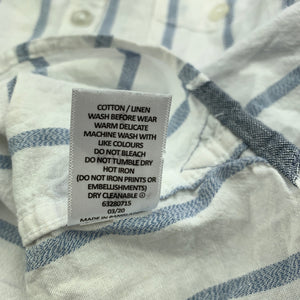 COTTON / LINEN
WASH BEFORE WEAR
WARM DELICATE
MACHINE WASH WITH
LIKE COLOURS
DO NOT BLEACH
DO NOT TUMBLE DRY
HOT IRON
(DO NOT IRON PRINTS OR
EMBELLISHMENTS)
DRY CLEANABLE Ⓟ
63280715
03/20
MADE IN